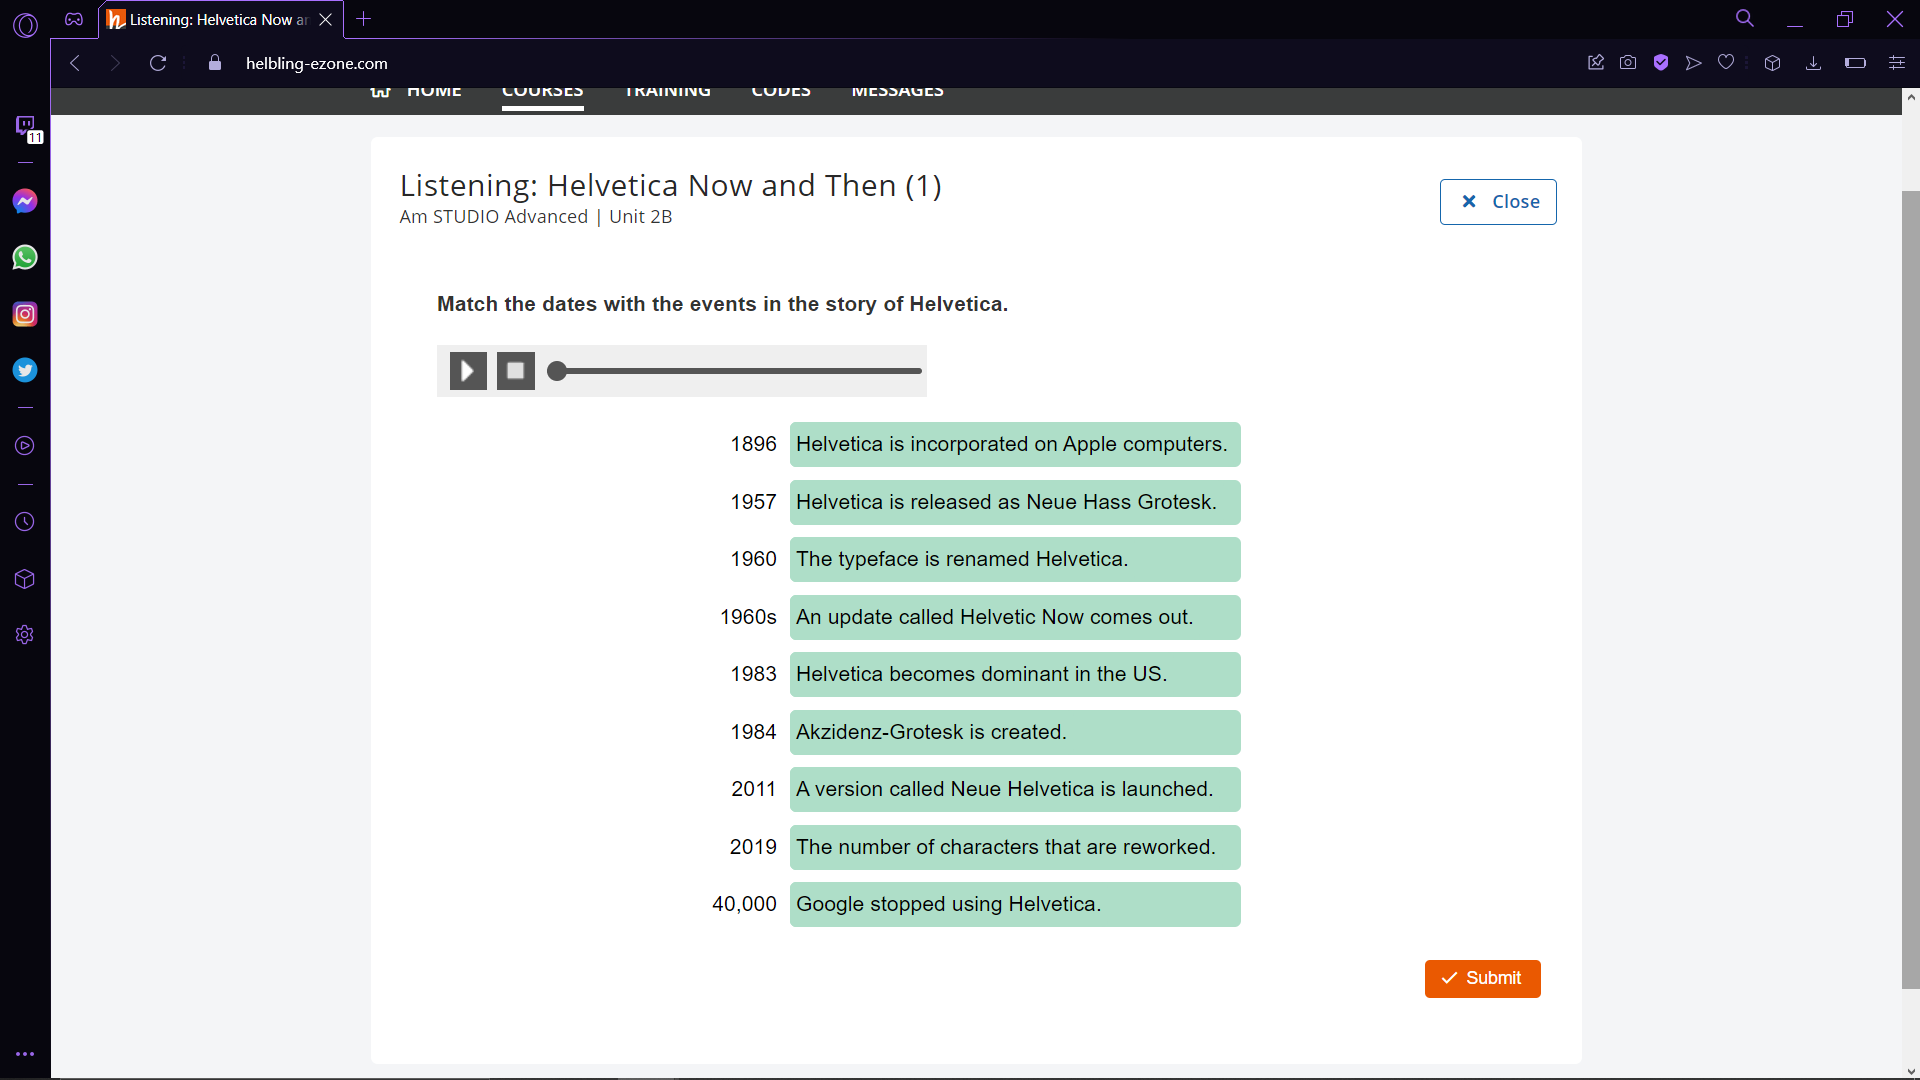 Listening: Helvetica Now ar
helbling-ezone.com
11
HOME COURSES TRAINING CODES MESSAGES
Listening: Helvetica Now and Then (1)
Am STUDIO Advanced | Unit 2B
Close
Match the dates with the events in the story of Helvetica.
1896 Helvetica is incorporated on Apple computers.
1957 Helvetica is released as Neue Hass Grotesk.
1960 The typeface is renamed Helvetica.
1960s An update called Helvetic Now comes out.
1983 Helvetica becomes dominant in the US.
1984 Akzidenz-Grotesk is created.
2011 A version called Neue Helvetica is launched.
2019 The number of characters that are reworked.
40,000 Google stopped using Helvetica.
Submit